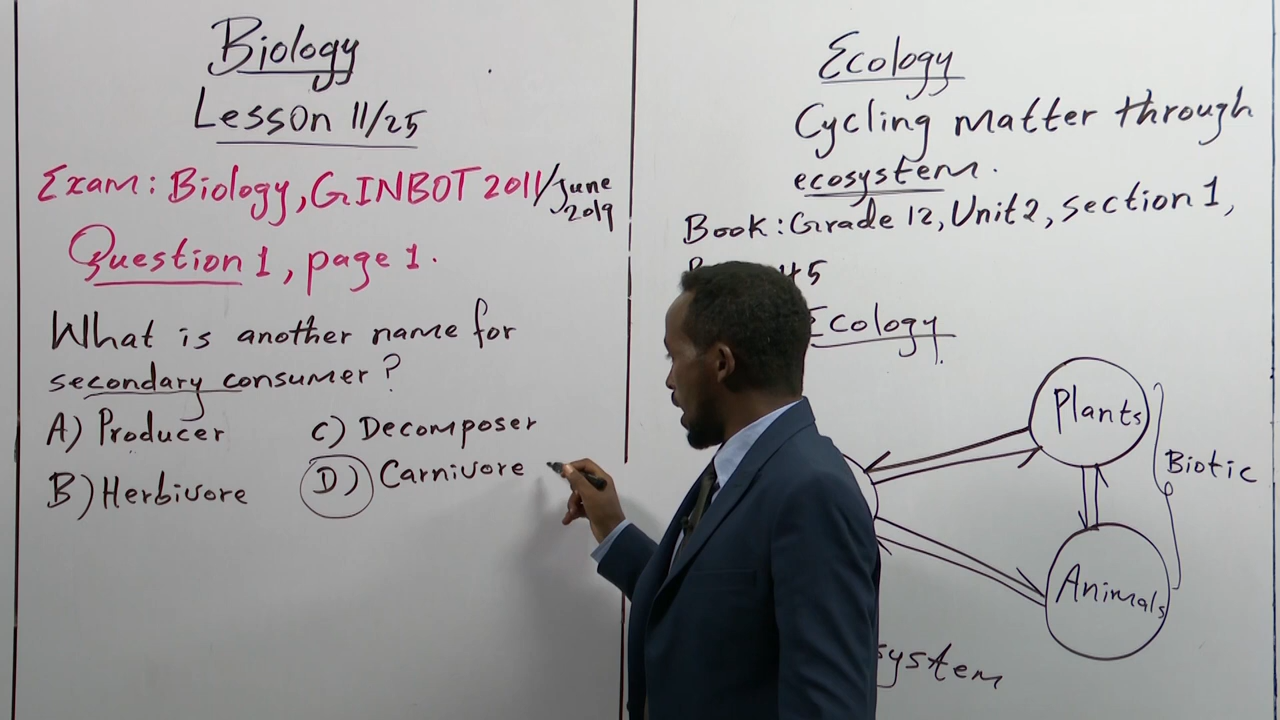 Biology
Lesson 11/25
Exam: Biology, GINBOT 2011/June 2019
Question 1, page 1.
What is another name for
secondary consumer?
A) Producer
B) Herbivore
C) Decomposer
D) Carnivore
Ecology
Cycling matter through
ecosystem.
Book: Grade 12, Unit 2, section 1,
45
Ecology
Plants
Biotic
Animals